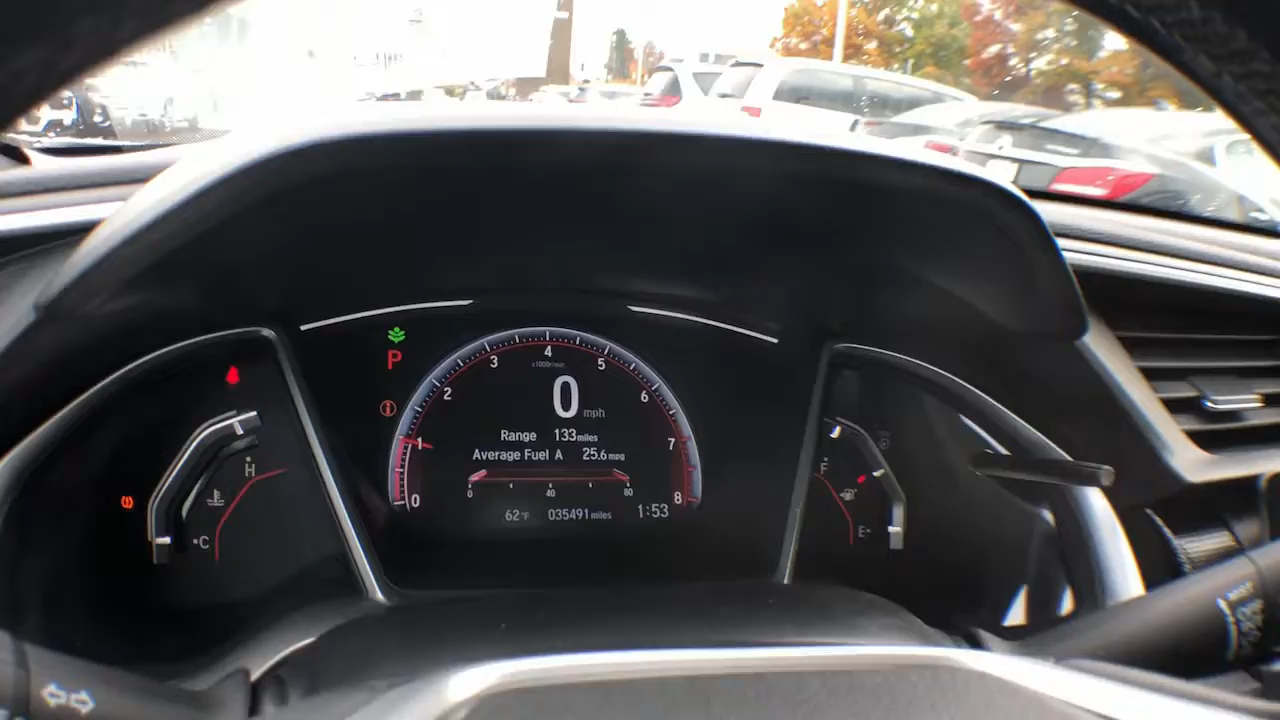 P
4
3
5
x1000r/min
2
6
0 mph
Range 133 miles
1
7
Average Fuel A 25.6 mpg
H
F
0
8
0
40
80
62°F 035491 miles 1:53
C
E